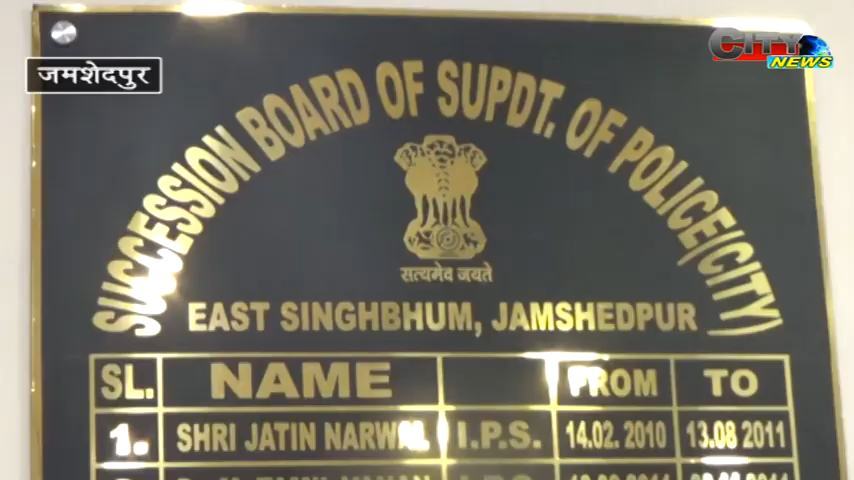 CITY
NEWS
जमशेदपुर
SUCCESSION BOARD OF SUPDT. OF POLICE(CITY)
सत्यमेव जयते
EAST SINGHBHUM, JAMSHEDPUR
SL. NAME FROM TO
1. SHRI JATIN NARWAL I.P.S. 14.02. 2010 13.08 2011